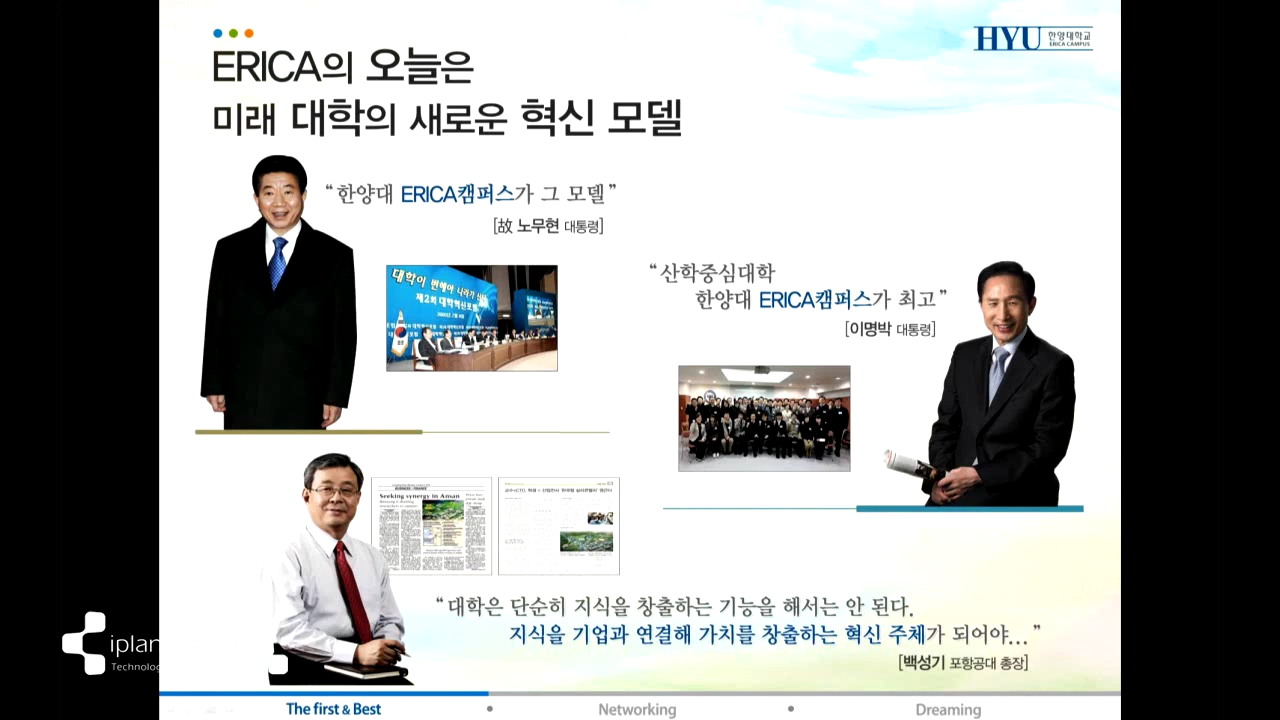 HYU 한양대학교
ERICA CAMPUS
ERICA의 오늘은
미래 대학의 새로운 혁신 모델
“한양대 ERICA캠퍼스가 그 모델”
[故 노무현 대통령]
대학이 변해야 나라가
제2회 대학혁신포럼
“산학중심대학
한양대 ERICA캠퍼스가 최고”
[이명박 대통령]
Seeking synergy in Ansan
“대학은 단순히 지식을 창출하는 기능을 해서는 안 된다.
지식을 기업과 연결해 가치를 창출하는 혁신 주체가 되어야...”
[백성기 포항공대 총장]
iplan
Technolog
The first & Best • Networking • Dreaming